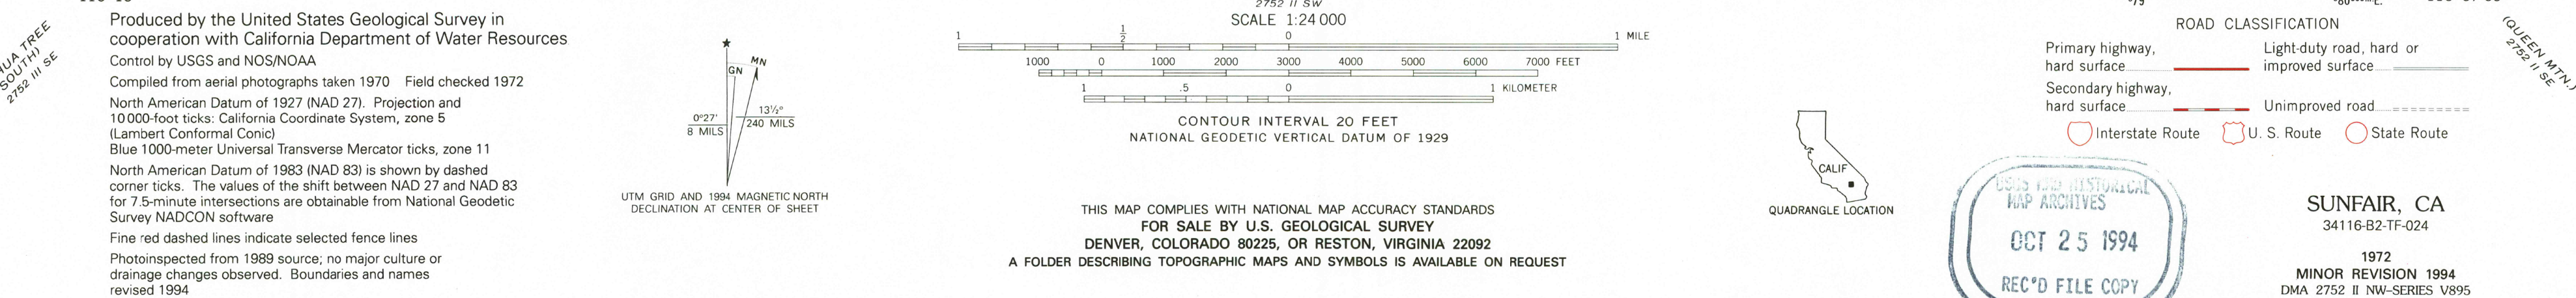 Produced by the United States Geological Survey in
cooperation with California Department of Water Resources
Control by USGS and NOS/NOAA
Compiled from aerial photographs taken 1970 Field checked 1972
North American Datum of 1927 (NAD 27). Projection and
10 000-foot ticks: California Coordinate System, zone 5
(Lambert Conformal Conic)
Blue 1000-meter Universal Transverse Mercator ticks, zone 11
North American Datum of 1983 (NAD 83) is shown by dashed
corner ticks. The values of the shift between NAD 27 and NAD 83
for 7.5-minute intersections are obtainable from National Geodetic
Survey NADCON software
Fine red dashed lines indicate selected fence lines
Photoinspected from 1989 source; no major culture or
drainage changes observed. Boundaries and names
revised 1994
SOUTH)
2752 III SE
GN
MN
0°27'
8 MILS
13½°
240 MILS
UTM GRID AND 1994 MAGNETIC NORTH
DECLINATION AT CENTER OF SHEET
2752 II SW
SCALE 1:24 000
1 ½ 0 1 MILE
1000 0 1000 2000 3000 4000 5000 6000 7000 FEET
1 .5 0 1 KILOMETER
CONTOUR INTERVAL 20 FEET
NATIONAL GEODETIC VERTICAL DATUM OF 1929
THIS MAP COMPLIES WITH NATIONAL MAP ACCURACY STANDARDS
FOR SALE BY U.S. GEOLOGICAL SURVEY
DENVER, COLORADO 80225, OR RESTON, VIRGINIA 22092
A FOLDER DESCRIBING TOPOGRAPHIC MAPS AND SYMBOLS IS AVAILABLE ON REQUEST
CALIF
QUADRANGLE LOCATION
ROAD CLASSIFICATION
Primary highway,
hard surface
Light-duty road, hard or
improved surface
Secondary highway,
hard surface
Unimproved road
Interstate Route
U. S. Route
State Route
(QUEEN MTN.)
2752 II SE
USGS HISTORICAL
MAP ARCHIVES
OCT 25 1994
REC'D FILE COPY
SUNFAIR, CA
34116-B2-TF-024
1972
MINOR REVISION 1994
DMA 2752 II NW-SERIES V895